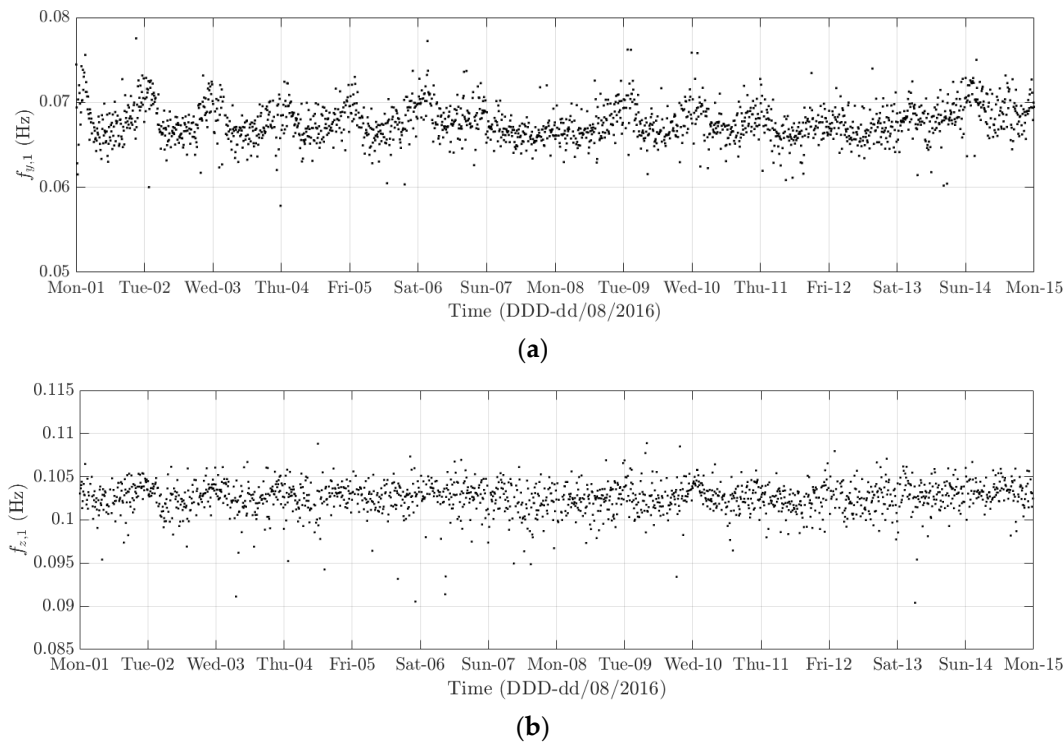 0.08
0.07
0.06
0.05
f_{y,1} (Hz)
Mon-01 Tue-02 Wed-03 Thu-04 Fri-05 Sat-06 Sun-07 Mon-08 Tue-09 Wed-10 Thu-11 Fri-12 Sat-13 Sun-14 Mon-15
Time (DDD-dd/08/2016)
(a)
0.115
0.11
0.105
0.1
0.095
0.09
0.085
f_{z,1} (Hz)
Mon-01 Tue-02 Wed-03 Thu-04 Fri-05 Sat-06 Sun-07 Mon-08 Tue-09 Wed-10 Thu-11 Fri-12 Sat-13 Sun-14 Mon-15
Time (DDD-dd/08/2016)
(b)